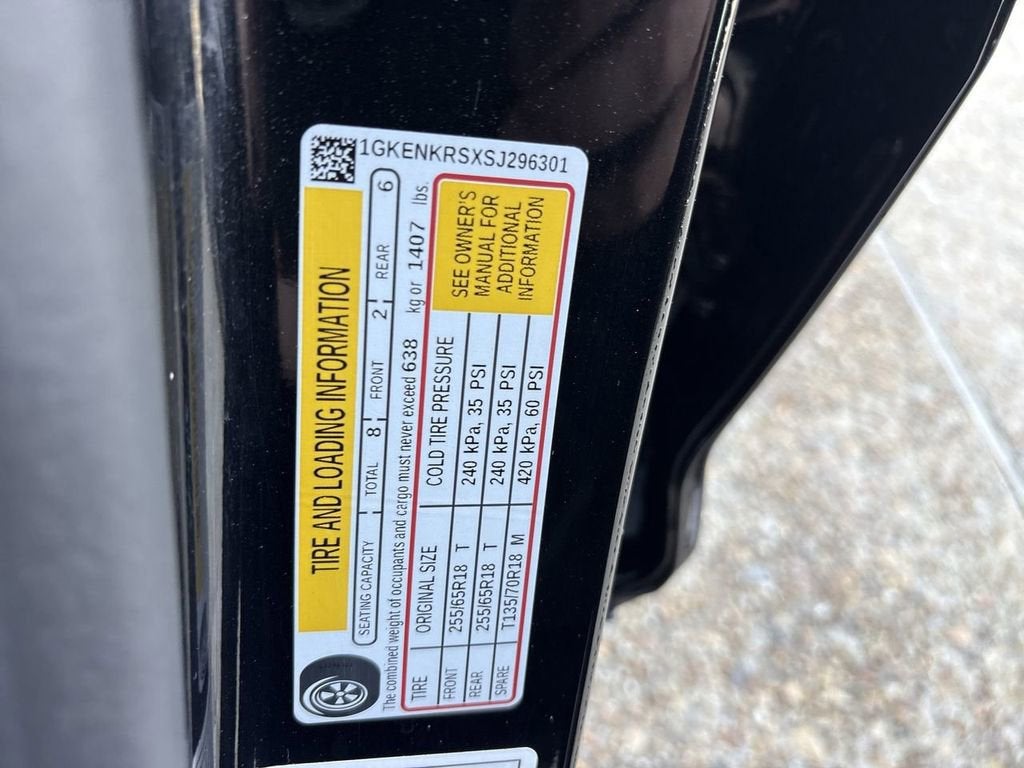 1GKENKRSXSJ296301
TIRE AND LOADING INFORMATION
SEATING CAPACITY TOTAL 8 FRONT 2 REAR 6
The combined weight of occupants and cargo must never exceed 638 kg or 1407 lbs.
TIRE ORIGINAL SIZE COLD TIRE PRESSURE
FRONT 255/65R18 T 240 kPa, 35 PSI
REAR 255/65R18 T 240 kPa, 35 PSI
SPARE T135/70R18 M 420 kPa, 60 PSI
SEE OWNER'S
MANUAL FOR
ADDITIONAL
INFORMATION